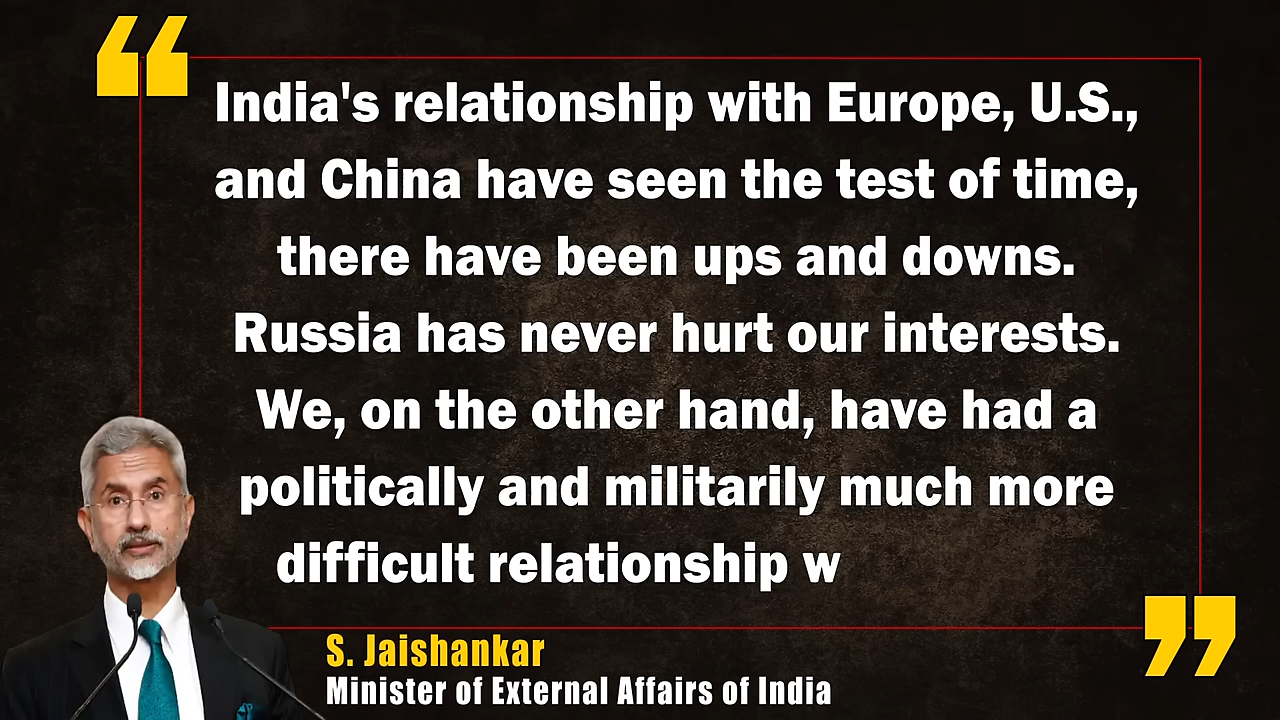 “
India's relationship with Europe, U.S.,
and China have seen the test of time,
there have been ups and downs.
Russia has never hurt our interests.
We, on the other hand, have had a
politically and militarily much more
difficult relationship w
”
S. Jaishankar
Minister of External Affairs of India